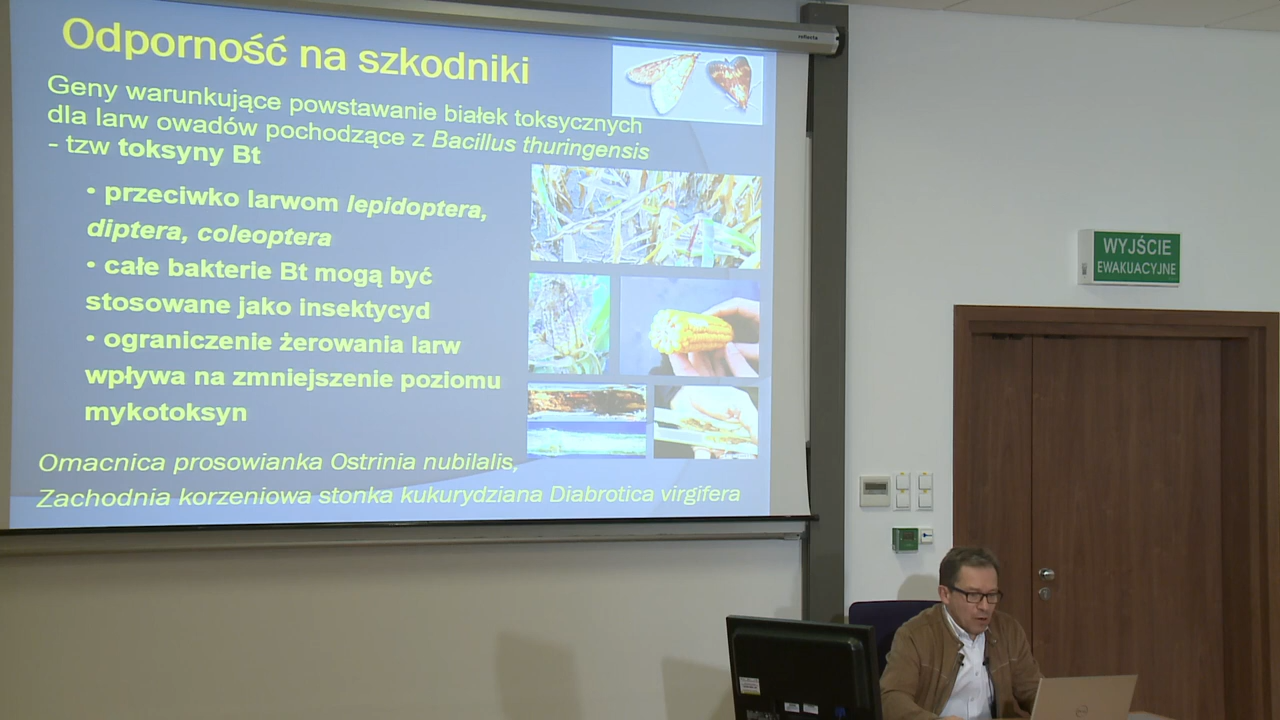 Odporność na szkodniki
Geny warunkujące powstawanie białek toksycznych
dla larw owadów pochodzące z Bacillus thuringensis
- tzw toksyny Bt
• przeciwko larwom lepidoptera,
diptera, coleoptera
• całe bakterie Bt mogą być
stosowane jako insektycyd
• ograniczenie żerowania larw
wpływa na zmniejszenie poziomu
mykotoksyn
Omacnica prosowianka Ostrinia nubilalis,
Zachodnia korzeniowa stonka kukurydziana Diabrotica virgifera
WYJŚCIE
EWAKUACYJNE